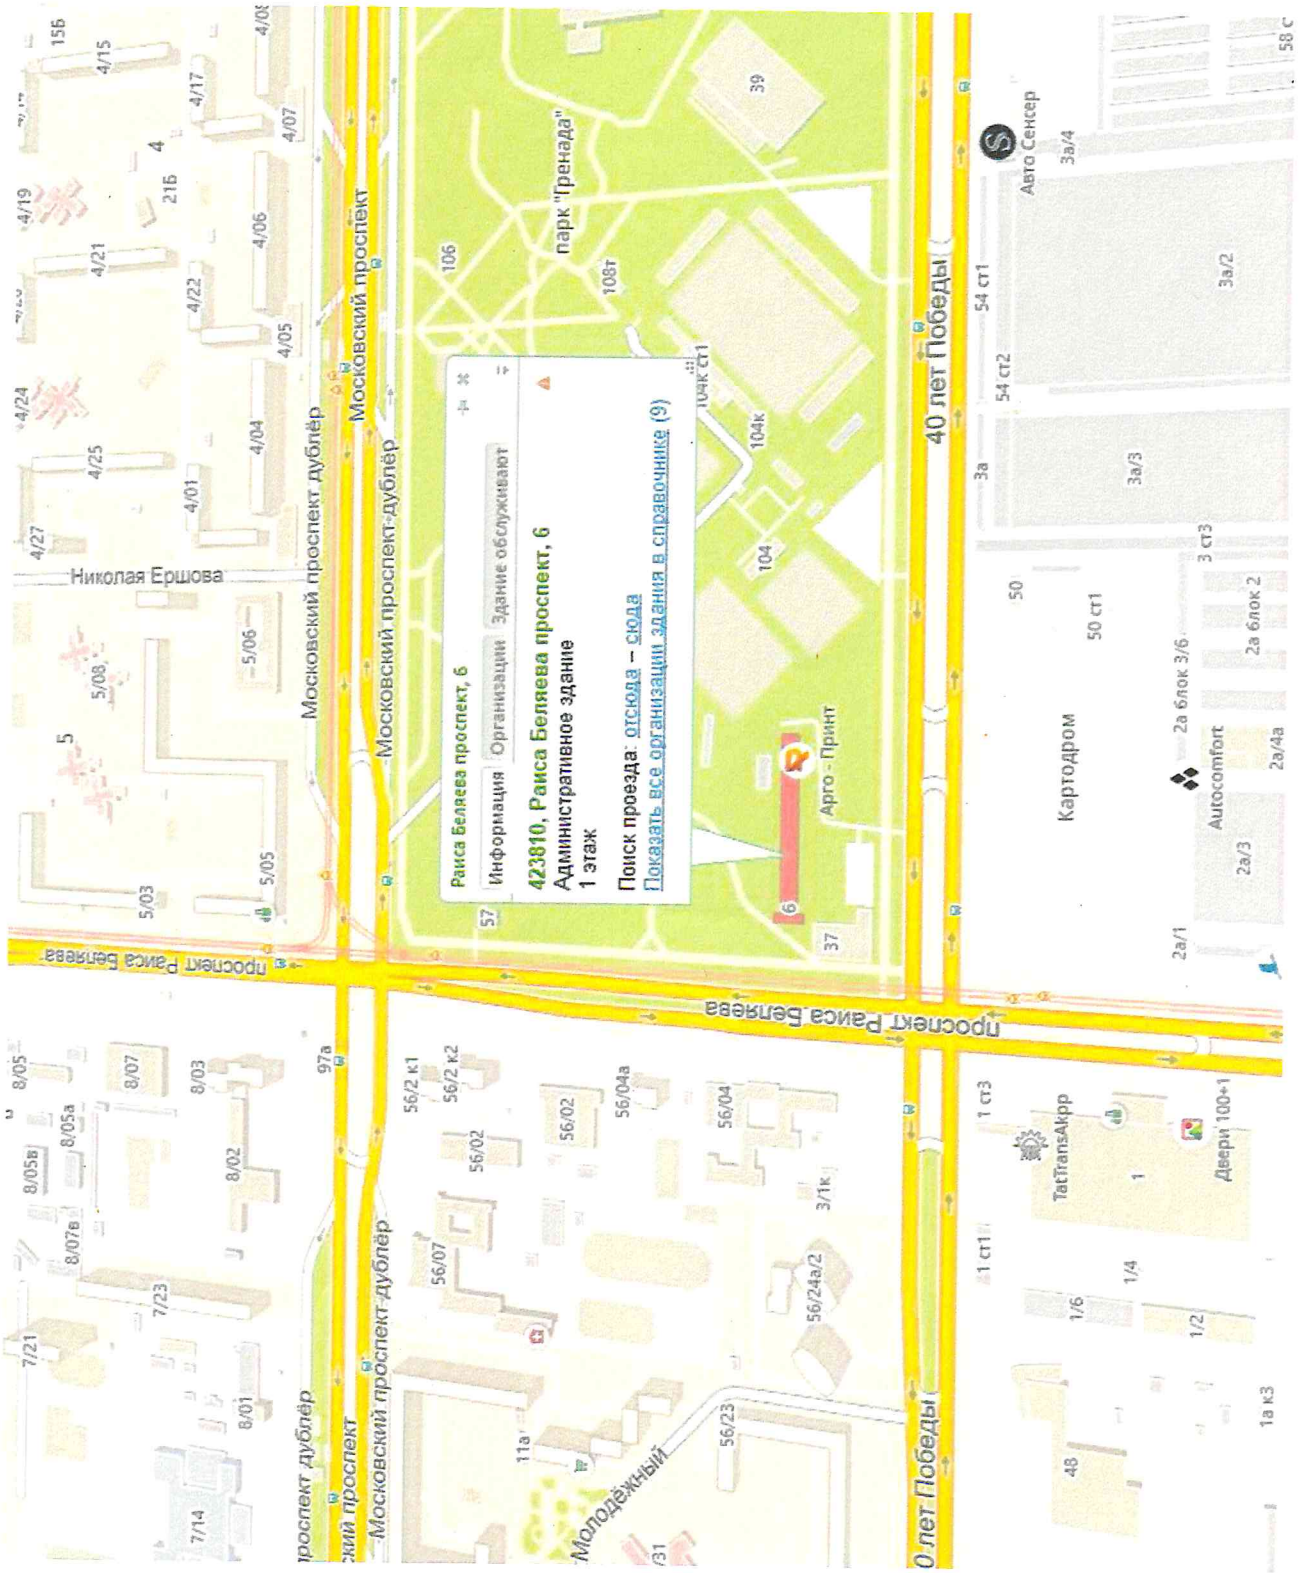 7/21
8/07в
8/05в
8/05
8/05а
7/23
8/07
7/14
8/01
8/02
8/03
97а
проспект Раиса Беляева
5/03
5/05
5
5/08
5/06
Николая Ершова
4/27
4/25
4/24
4/21
4/19
4/15
15Б
4/01
4/22
4
21Б
4/17
4/04
4/05
4/06
4/07
Московский проспект дублёр
Московский проспект
Московский проспект
Московский проспект дублёр
Московский проспект дублёр
11а
56/07
56/02
56/2 к1
56/2 к2
56/02
56/04а
56/04
56/23
56/24а/2
3/1к
Молодёжный
проспект Раиса Беляева
57
106
Раиса Беляева проспект, 6
Информация Организации Здание обслуживают
423810, Раиса Беляева проспект, 6
Административное здание
1 этаж
Поиск проезда: отсюда – сюда
Показать все организации здания в справочнике (9)
парк "Гренада"
108т
39
104к ст1
104к
104
6
37
Арго - Принт
40 лет Победы
0 лет Победы
1 ст1
1 ст3
TatTransAkpp
1
Двери 100+1
1/4
1/6
1/2
48
1а к3
50
50 ст1
Картодром
2а/1
2а/3
Autocomfort
2а/4а
2а блок 3/6
2а блок 2
3 ст3
3а
54 ст2
54 ст1
3а/3
3а/2
Авто Сенсер
3а/4